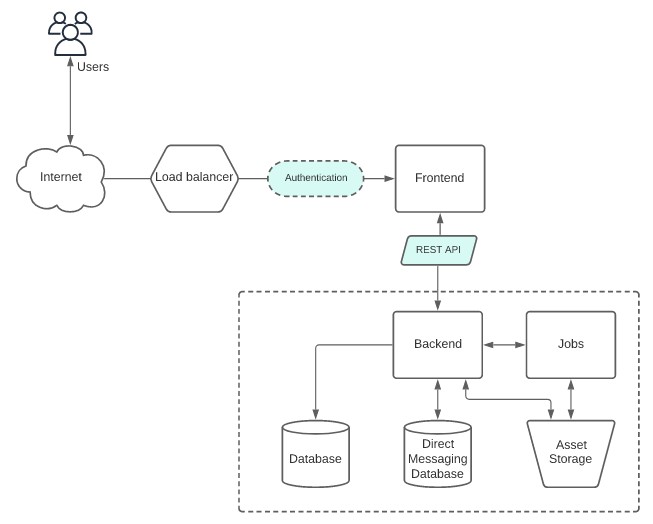 Users
Internet
Load balancer
Authentication
Frontend
REST API
Backend
Jobs
Database
Direct
Messaging
Database
Asset
Storage